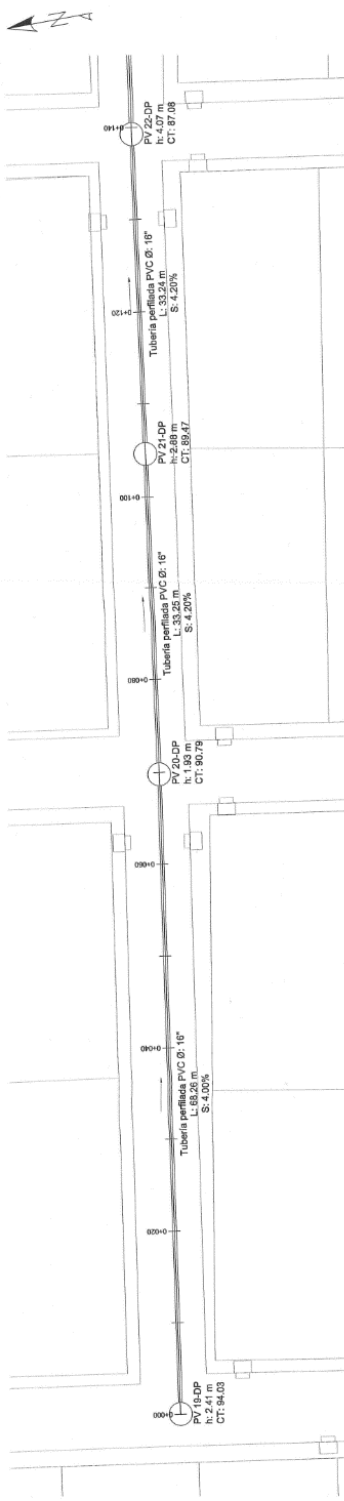 N
PV 22-DP
h: 4.07 m
CT: 87.08
0+140
Tubería perfilada PVC Ø: 16"
L: 33.24 m
S: 4.20%
0+120
PV 21-DP
h: 2.88 m
CT: 89.47
0+100
Tubería perfilada PVC Ø: 16"
L: 33.25 m
S: 4.20%
0+080
PV 20-DP
h: 1.93 m
CT: 90.79
0+060
Tubería perfilada PVC Ø: 16"
L: 68.26 m
S: 4.00%
0+040
0+020
0+000
PV 19-DP
h: 2.41 m
CT: 94.03